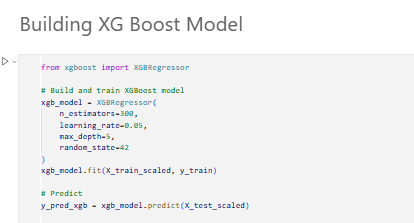 Building XG Boost Model
from xgboost import XGBRegressor
# Build and train XGBoost model
xgb_model = XGBRegressor(
n_estimators=300,
learning_rate=0.05,
max_depth=5,
random_state=42
)
xgb_model.fit(X_train_scaled, y_train)
# Predict
y_pred_xgb = xgb_model.predict(X_test_scaled)